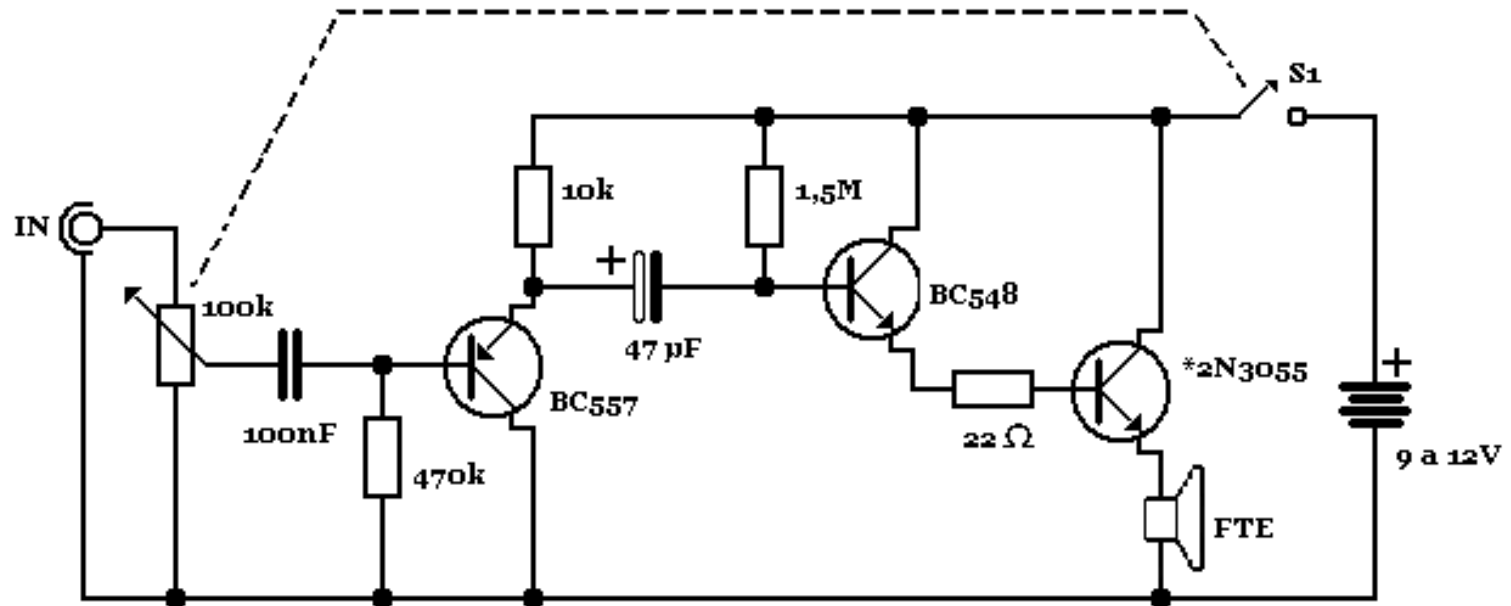 S1
10k
1,5M
IN
100k
+
BC548
47 µF
+
*2N3055
BC557
100nF
22 Ω
470k
9 a 12V
FTE